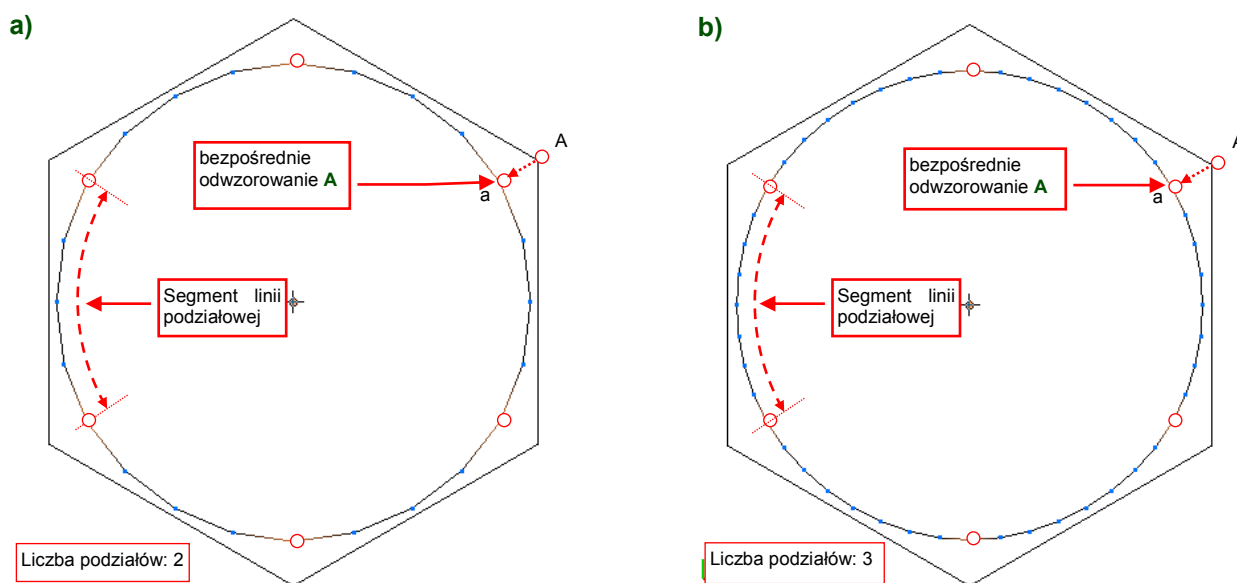 a)
A
bezpośrednie
odwzorowanie A
a
Segment linii
podziałowej
Liczba podziałów: 2
b)
A
bezpośrednie
odwzorowanie A
a
Segment linii
podziałowej
Liczba podziałów: 3